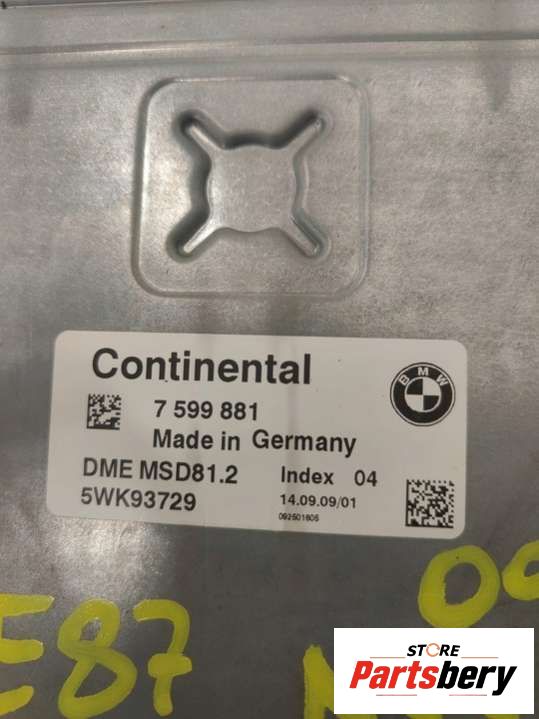 Continental
BMW
7 599 881
Made in Germany
DME MSD81.2 Index 04
5WK93729 14.09.09/01
092501605
E87
STORE
Partsbery